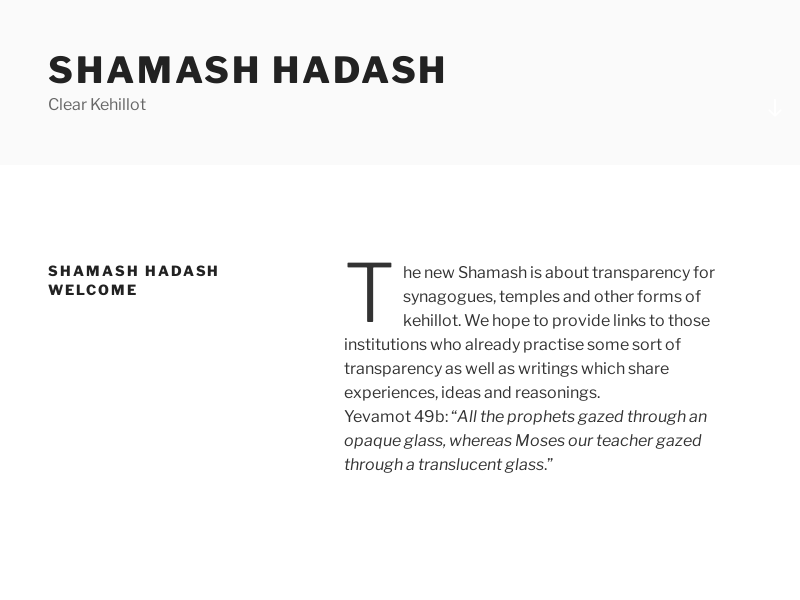 SHAMASH HADASH
Clear Kehillot
SHAMASH HADASH
WELCOME
The new Shamash is about transparency for
synagogues, temples and other forms of
kehillot. We hope to provide links to those
institutions who already practise some sort of
transparency as well as writings which share
experiences, ideas and reasonings.
Yevamot 49b: “All the prophets gazed through an
opaque glass, whereas Moses our teacher gazed
through a translucent glass.”